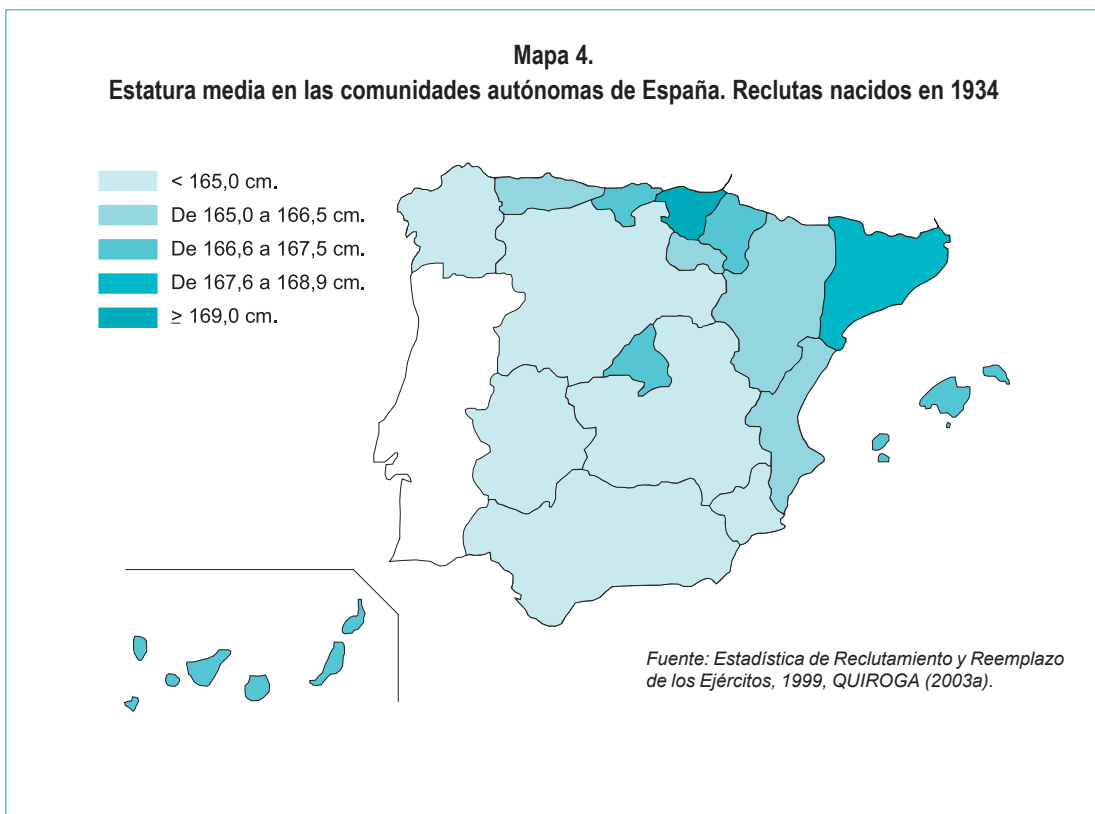 Mapa 4.
Estatura media en las comunidades autónomas de España. Reclutas nacidos en 1934
< 165,0 cm.
De 165,0 a 166,5 cm.
De 166,6 a 167,5 cm.
De 167,6 a 168,9 cm.
≥ 169,0 cm.
Fuente: Estadística de Reclutamiento y Reemplazo
de los Ejércitos, 1999, QUIROGA (2003a).